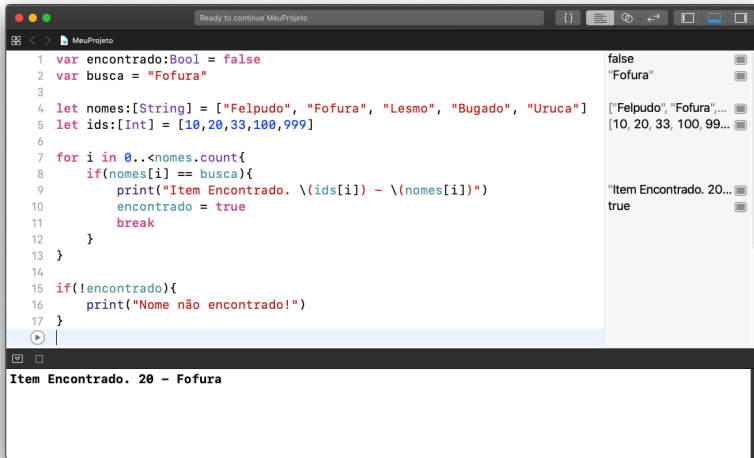 Ready to continue MeuProjeto
MeuProjeto
1 var encontrado:Bool = false
false
2 var busca = "Fofura"
"Fofura"
3
4 let nomes:[String] = ["Felpudo", "Fofura", "Lesmo", "Bugado", "Uruca"]
["Felpudo", "Fofura",...
5 let ids:[Int] = [10,20,33,100,999]
[10, 20, 33, 100, 99...
6
7 for i in 0..<nomes.count{
8 if(nomes[i] == busca){
9 print("Item Encontrado. \(ids[i]) - \(nomes[i])")
"Item Encontrado. 20...
10 encontrado = true
true
11 break
12 }
13 }
14
15 if(!encontrado){
16 print("Nome não encontrado!")
17 }
Item Encontrado. 20 - Fofura